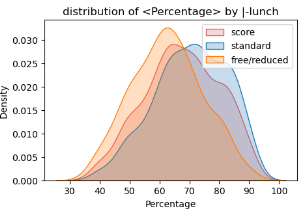 distribution of <Percentage> by |-lunch
score
standard
free/reduced
0.030
0.025
0.020
0.015
0.010
0.005
0.000
Density
30 40 50 60 70 80 90 100
Percentage